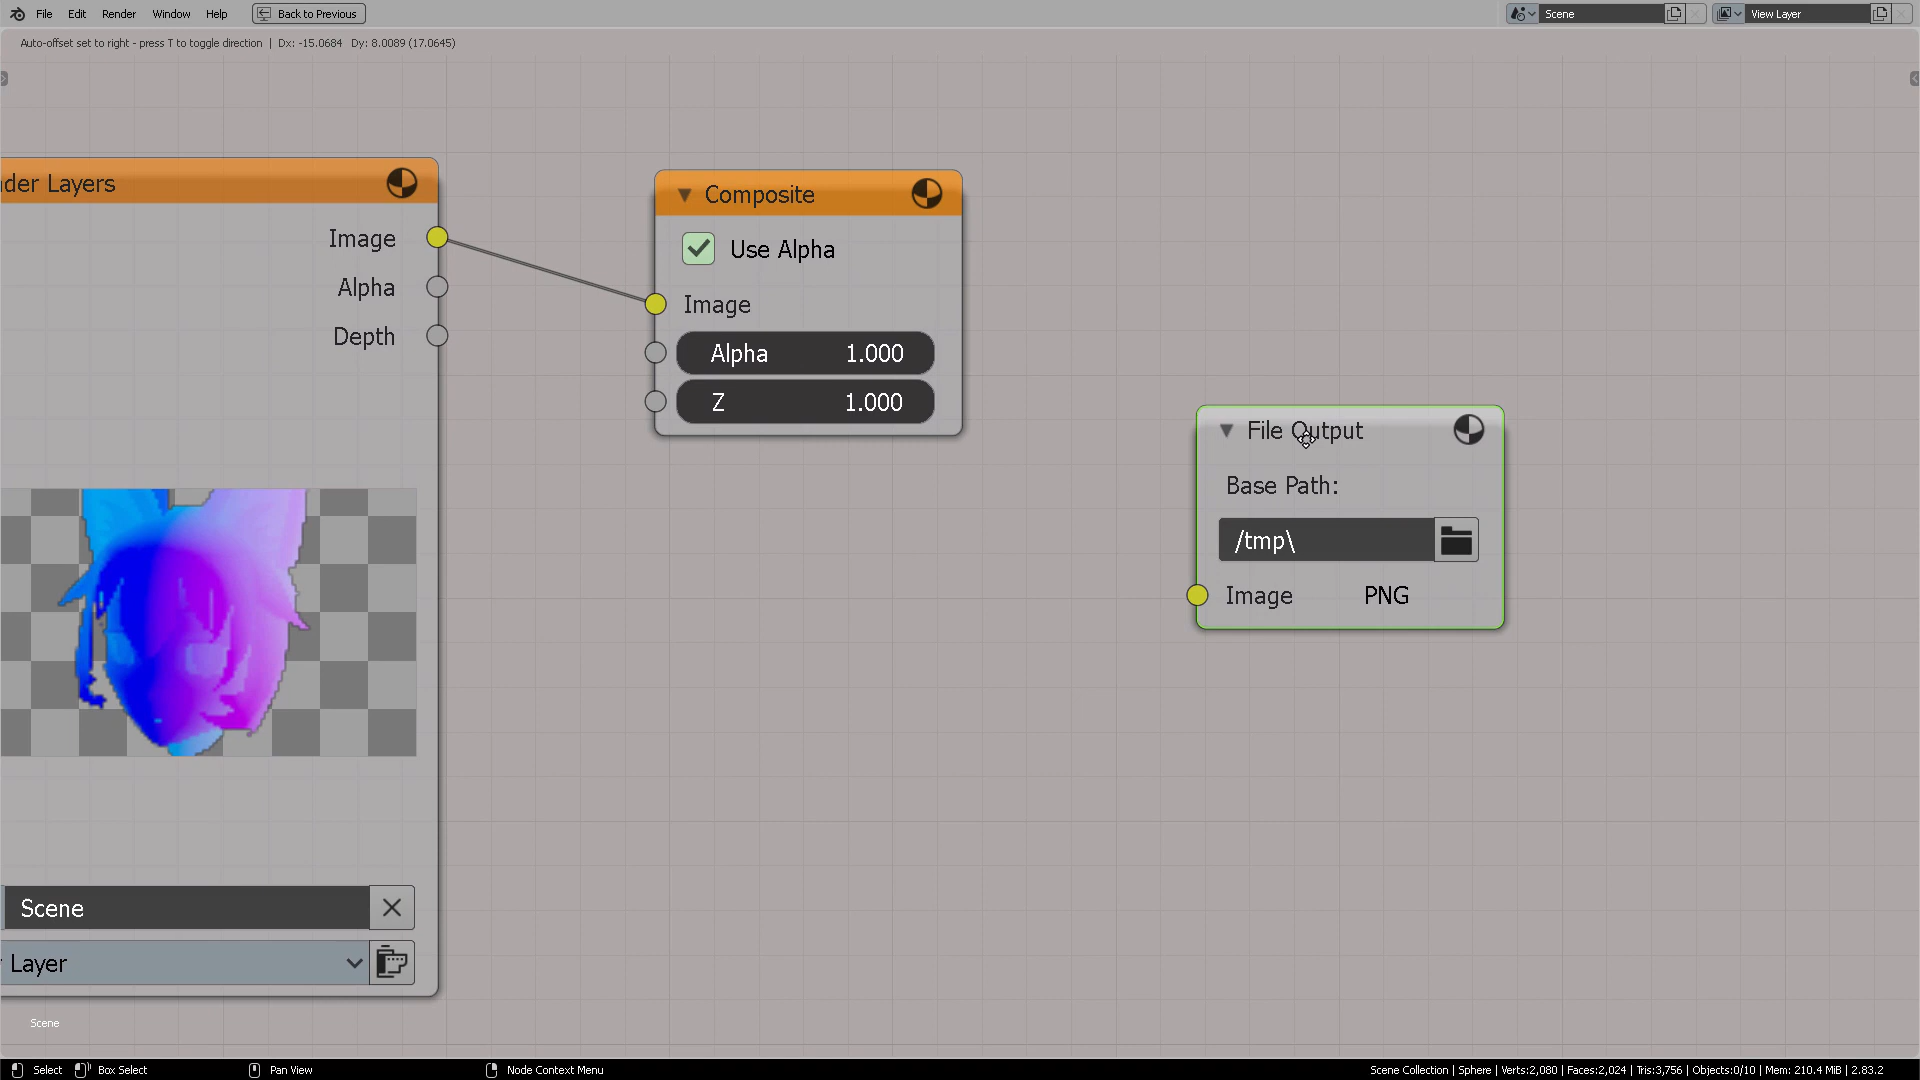 File Edit Render Window Help Back to Previous Scene View Layer
Auto-offset set to right - press T to toggle direction | Dx: -15.0684 Dy: 8.0089 (17.0645)
der Layers
Image
Alpha
Depth
Scene
Layer
Composite
Use Alpha
Image
Alpha 1.000
Z 1.000
File Output
Base Path:
/tmp\
Image PNG
Scene
Select Box Select Pan View Node Context Menu Scene Collection | Sphere | Verts:2,080 | Faces:2,024 | Tris:3,756 | Objects:0/10 | Mem: 210.4 MiB | 2.83.2